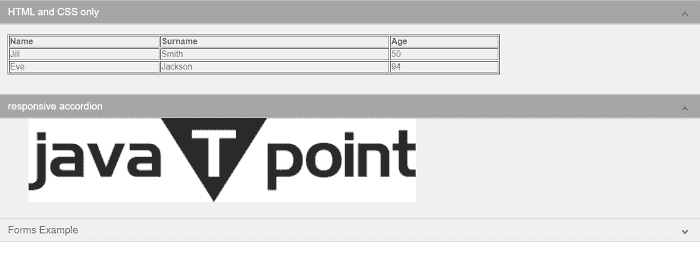 HTML and CSS only
Name Surname Age
Jill Smith 50
Eve Jackson 94
responsive accordion
java T point
Forms Example